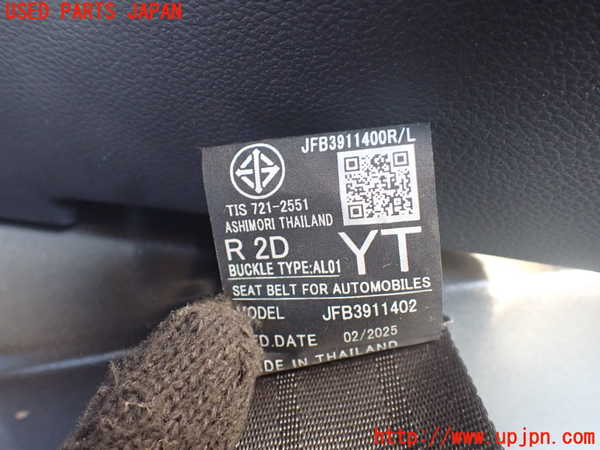 USED PARTS JAPAN
JFB3911400R/L
TIS 721-2551
ASHIMORI THAILAND
R 2D
YT
BUCKLE TYPE:AL01
SEAT BELT FOR AUTOMOBILES
MODEL JFB3911402
ED.DATE 02/2025
DE IN THAILAND
http://www.upjpn.com/